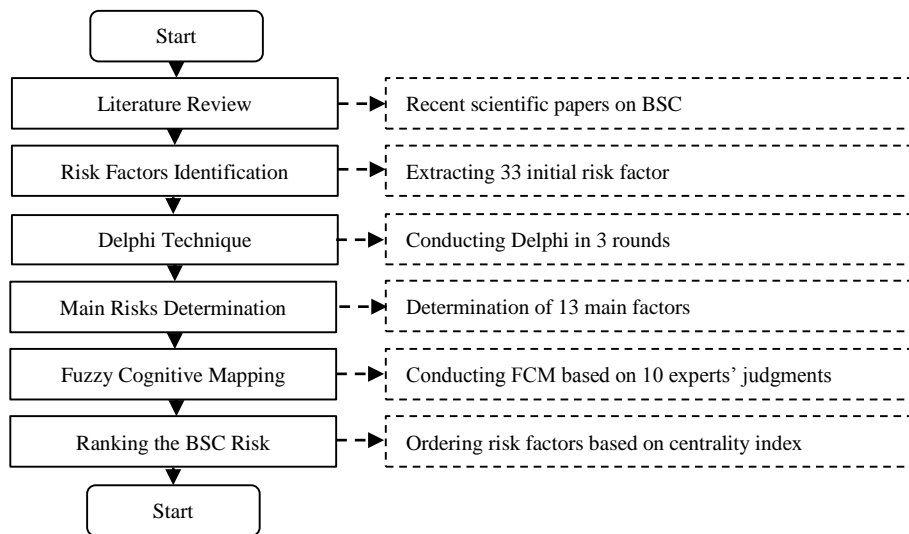 Start
Literature Review
Recent scientific papers on BSC
Risk Factors Identification
Extracting 33 initial risk factor
Delphi Technique
Conducting Delphi in 3 rounds
Main Risks Determination
Determination of 13 main factors
Fuzzy Cognitive Mapping
Conducting FCM based on 10 experts’ judgments
Ranking the BSC Risk
Ordering risk factors based on centrality index
Start